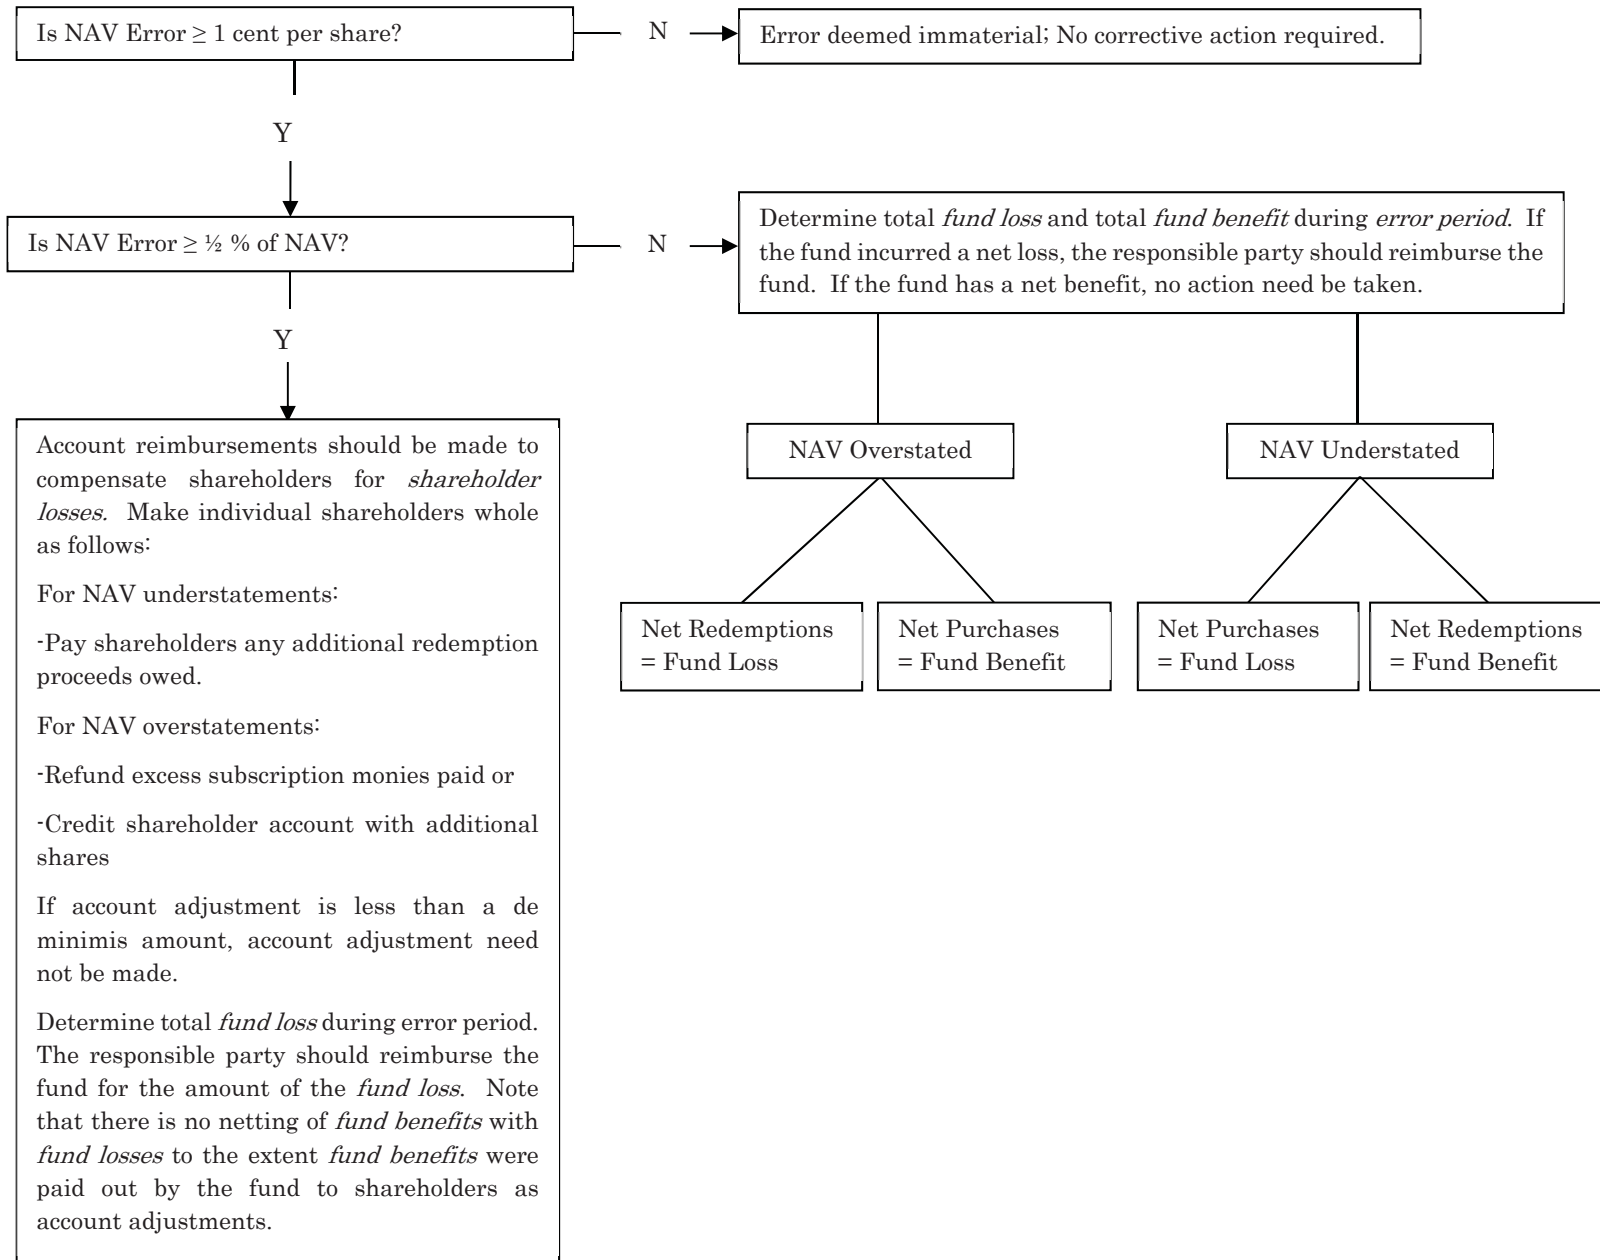 Is NAV Error ≥ 1 cent per share?
N
Error deemed immaterial; No corrective action required.
Y
Is NAV Error ≥ ½ % of NAV?
N
Determine total fund loss and total fund benefit during error period. If
the fund incurred a net loss, the responsible party should reimburse the
fund. If the fund has a net benefit, no action need be taken.
Y
Account reimbursements should be made to
compensate shareholders for shareholder
losses. Make individual shareholders whole
as follows:
For NAV understatements:
-Pay shareholders any additional redemption
proceeds owed.
For NAV overstatements:
-Refund excess subscription monies paid or
-Credit shareholder account with additional
shares
If account adjustment is less than a de
minimis amount, account adjustment need
not be made.
Determine total fund loss during error period.
The responsible party should reimburse the
fund for the amount of the fund loss. Note
that there is no netting of fund benefits with
fund losses to the extent fund benefits were
paid out by the fund to shareholders as
account adjustments.
NAV Overstated
NAV Understated
Net Redemptions
= Fund Loss
Net Purchases
= Fund Benefit
Net Purchases
= Fund Loss
Net Redemptions
= Fund Benefit